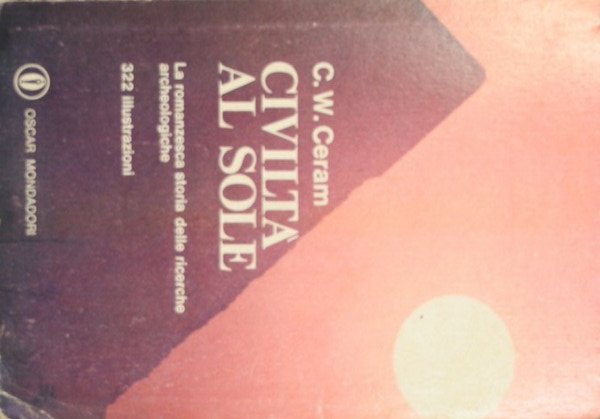 C. W. Ceram
CIVILTÀ
AL SOLE
La romanzesca storia delle ricerche
archeologiche
322 illustrazioni
OSCAR MONDADORI